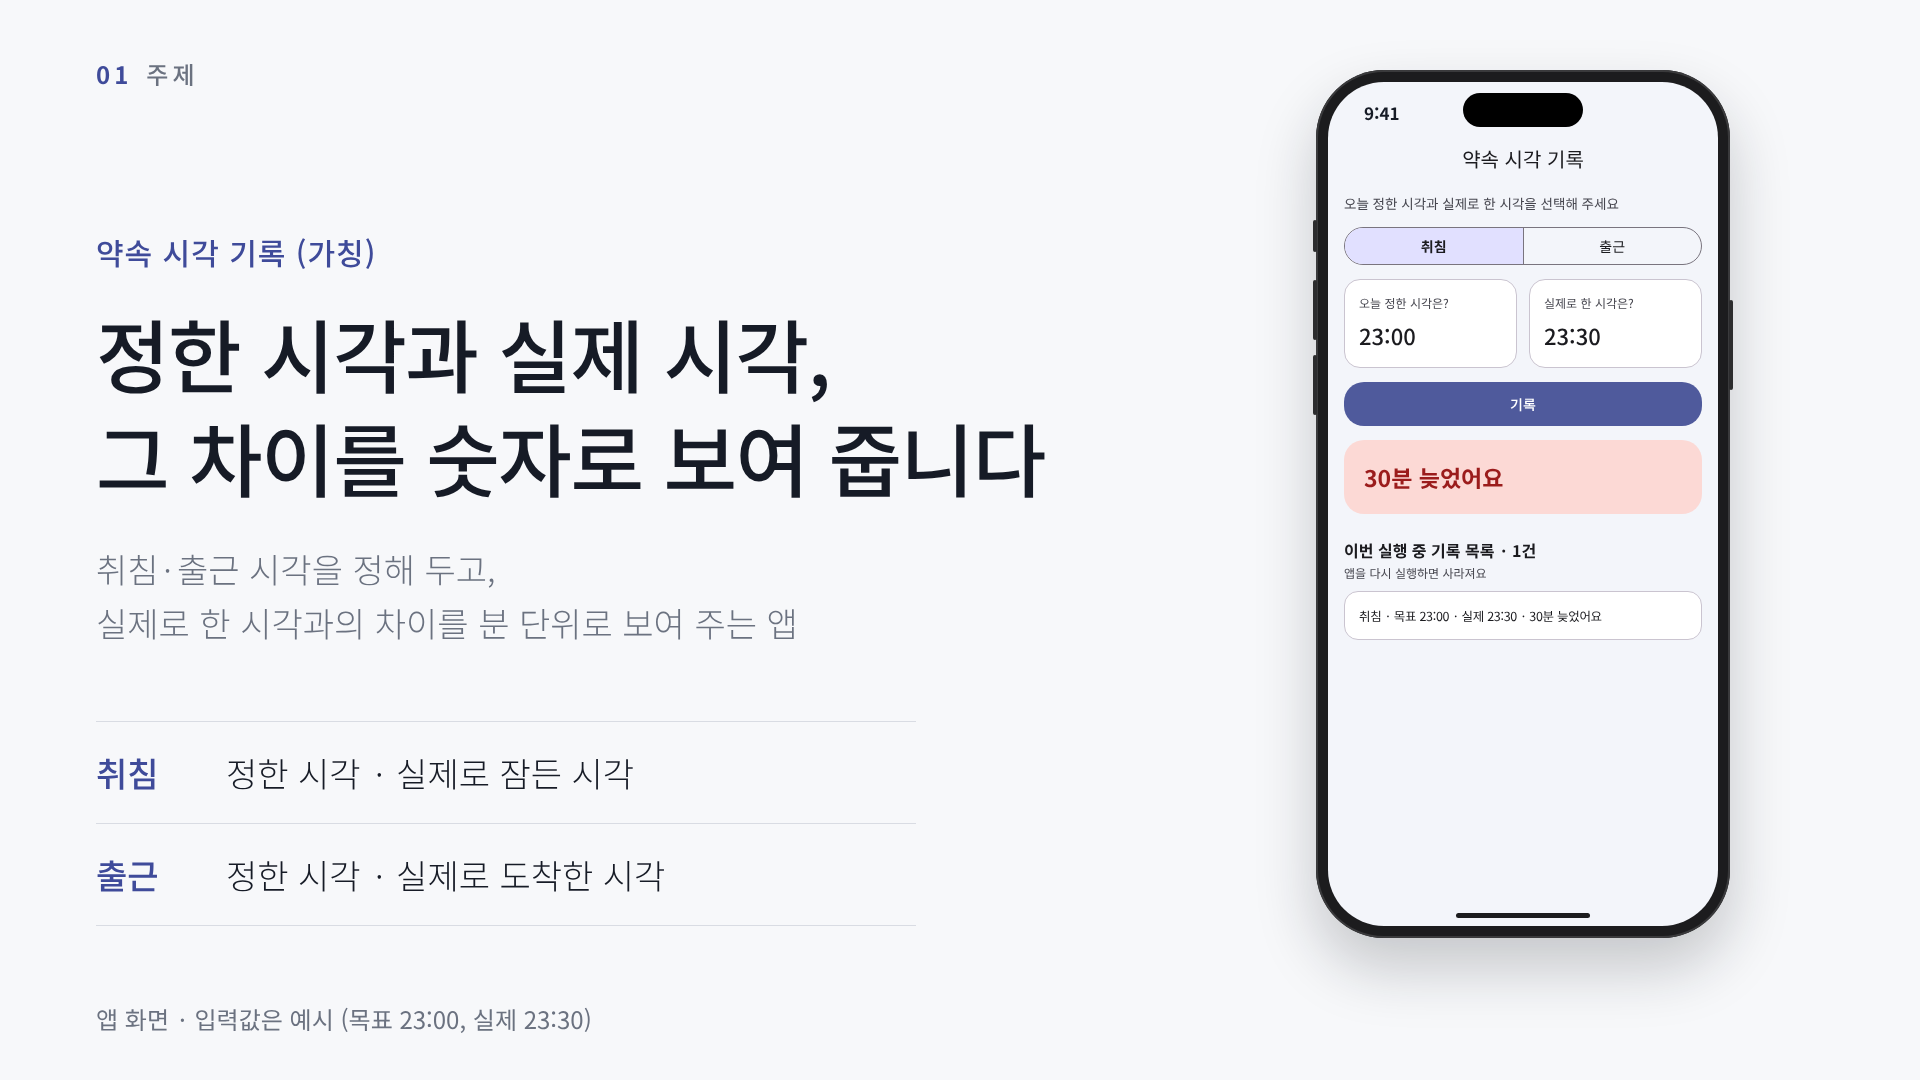 01 주제
약속 시각 기록 (가칭)
정한 시각과 실제 시각,
그 차이를 숫자로 보여 줍니다
취침·출근 시각을 정해 두고,
실제로 한 시각과의 차이를 분 단위로 보여 주는 앱
취침 정한 시각 · 실제로 잠든 시각
출근 정한 시각 · 실제로 도착한 시각
앱 화면 · 입력값은 예시 (목표 23:00, 실제 23:30)
9:41
약속 시각 기록
오늘 정한 시각과 실제로 한 시각을 선택해 주세요
취침 출근
오늘 정한 시각은? 실제로 한 시각은?
23:00 23:30
기록
30분 늦었어요
이번 실행 중 기록 목록 · 1건
앱을 다시 실행하면 사라져요
취침 · 목표 23:00 · 실제 23:30 · 30분 늦었어요